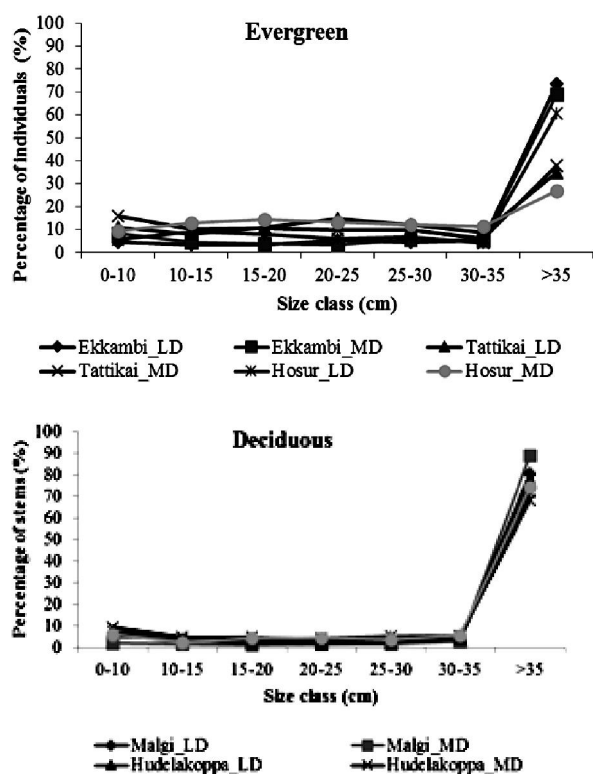 Evergreen
Percentage of individuals (%)
100
90
80
70
60
50
40
30
20
10
0
0-10 10-15 15-20 20-25 25-30 30-35 >35
Size class (cm)
Ekkambi_LD Ekkambi_MD Tattikai_LD
Tattikai_MD Hosur_LD Hosur_MD
Deciduous
Percentage of stems (%)
100
90
80
70
60
50
40
30
20
10
0
0-10 10-15 15-20 20-25 25-30 30-35 >35
Size class (cm)
Malgi_LD Malgi_MD
Hudelakoppa_LD Hudelakoppa_MD